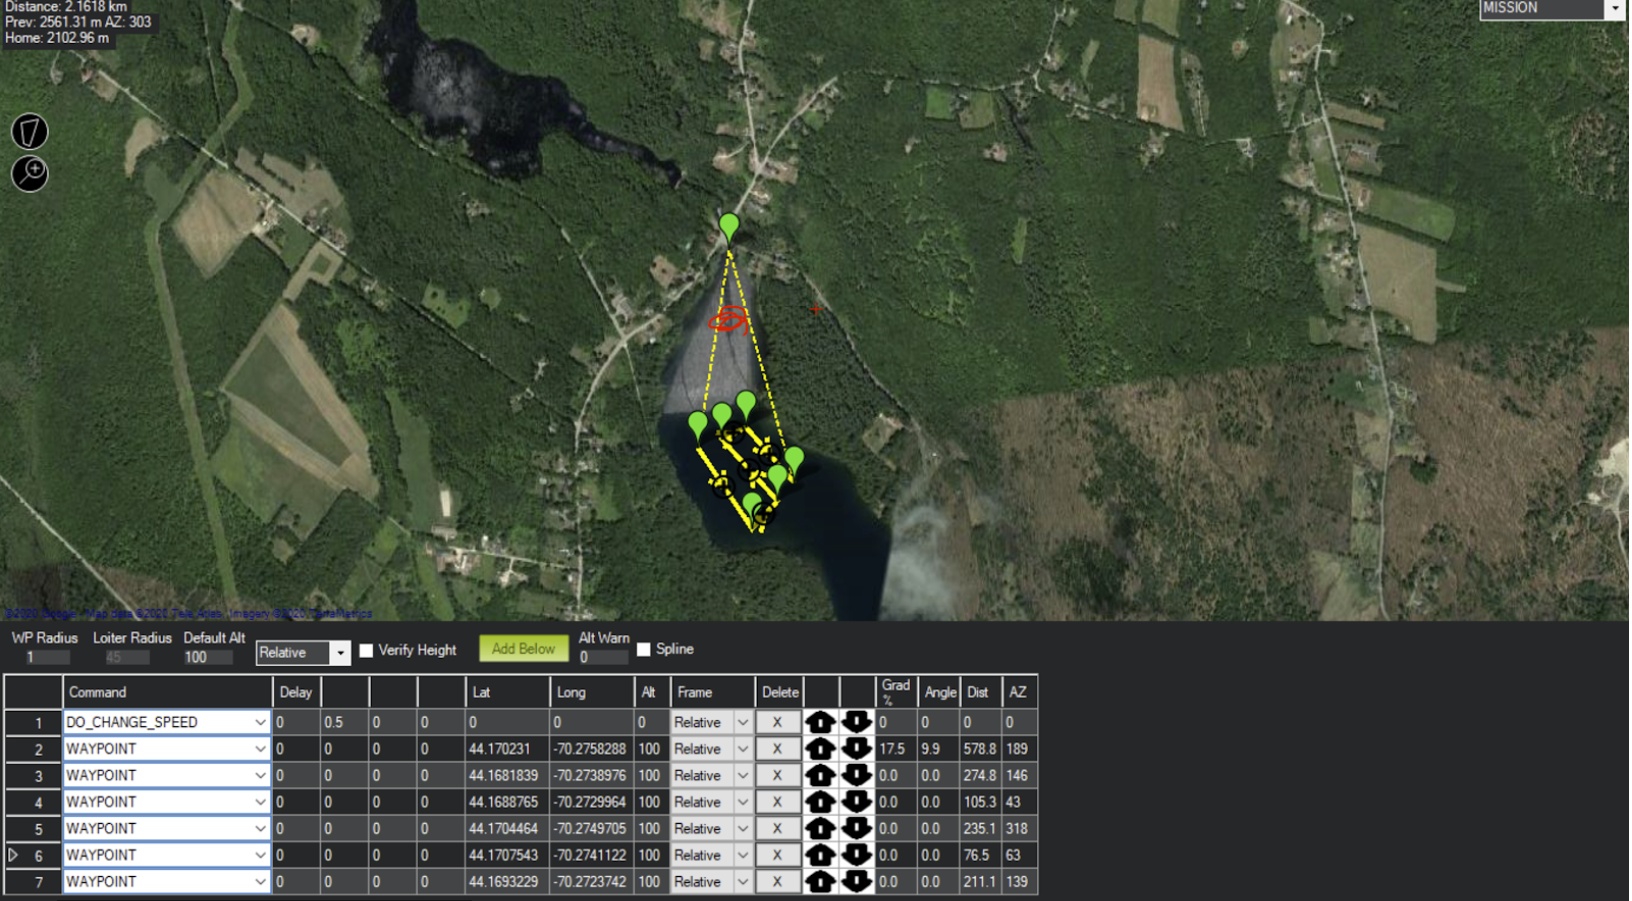 Distance: 2.1618 km
Prev: 2561.31 m AZ: 303
Home: 2102.96 m
MISSION
©2020 Google - Map data ©2020 Tele Atlas, Imagery ©2020 TerraMetrics
WP Radius Loiter Radius Default Alt Alt Warn
1 45 100 Relative Verify Height Add Below 0 Spline
Command Delay Lat Long Alt Frame Delete Grad % Angle Dist AZ
1 DO_CHANGE_SPEED 0 0.5 0 0 0 0 0 Relative X 0 0 0 0
2 WAYPOINT 0 0 0 0 44.170231 -70.2758288 100 Relative X 17.5 9.9 578.8 189
3 WAYPOINT 0 0 0 0 44.1681839 -70.2738976 100 Relative X 0.0 0.0 274.8 146
4 WAYPOINT 0 0 0 0 44.1688765 -70.2729964 100 Relative X 0.0 0.0 105.3 43
5 WAYPOINT 0 0 0 0 44.1704464 -70.2749705 100 Relative X 0.0 0.0 235.1 318
6 WAYPOINT 0 0 0 0 44.1707543 -70.2741122 100 Relative X 0.0 0.0 76.5 63
7 WAYPOINT 0 0 0 0 44.1693229 -70.2723742 100 Relative X 0.0 0.0 211.1 139